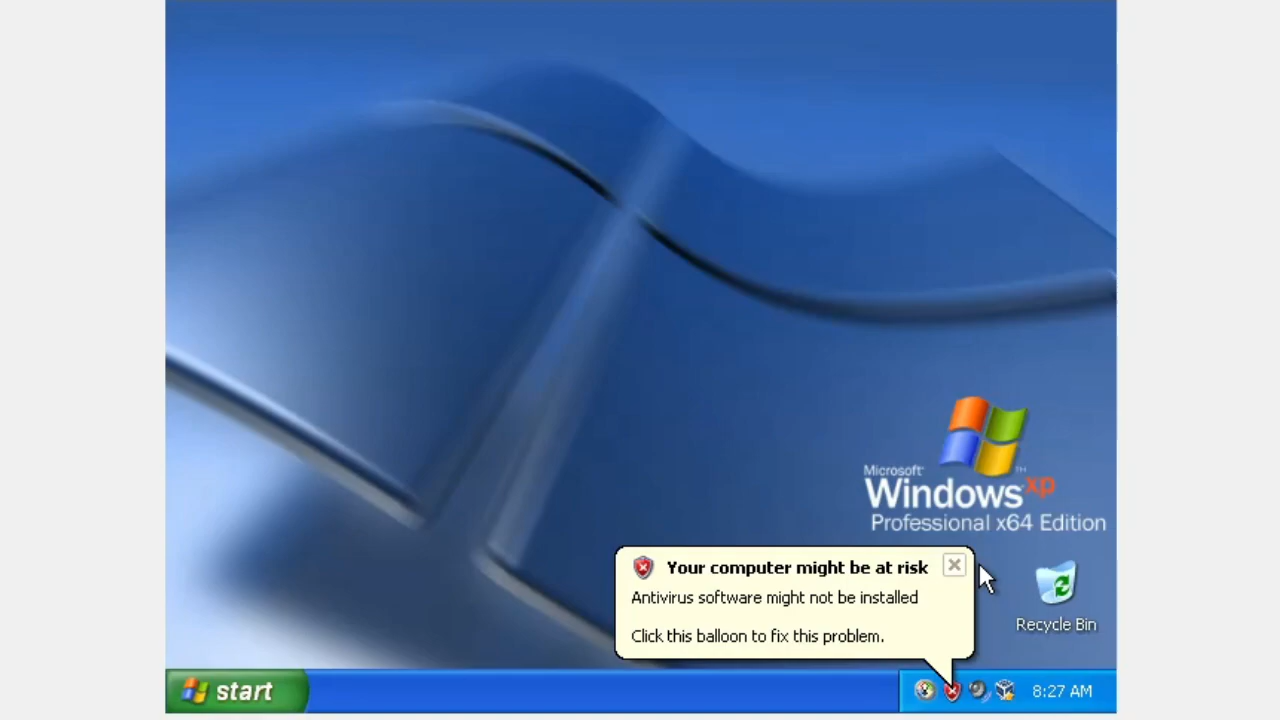 Microsoft
Windows xp ™
Professional x64 Edition
Your computer might be at risk
Antivirus software might not be installed
Click this balloon to fix this problem.
Recycle Bin
start
8:27 AM